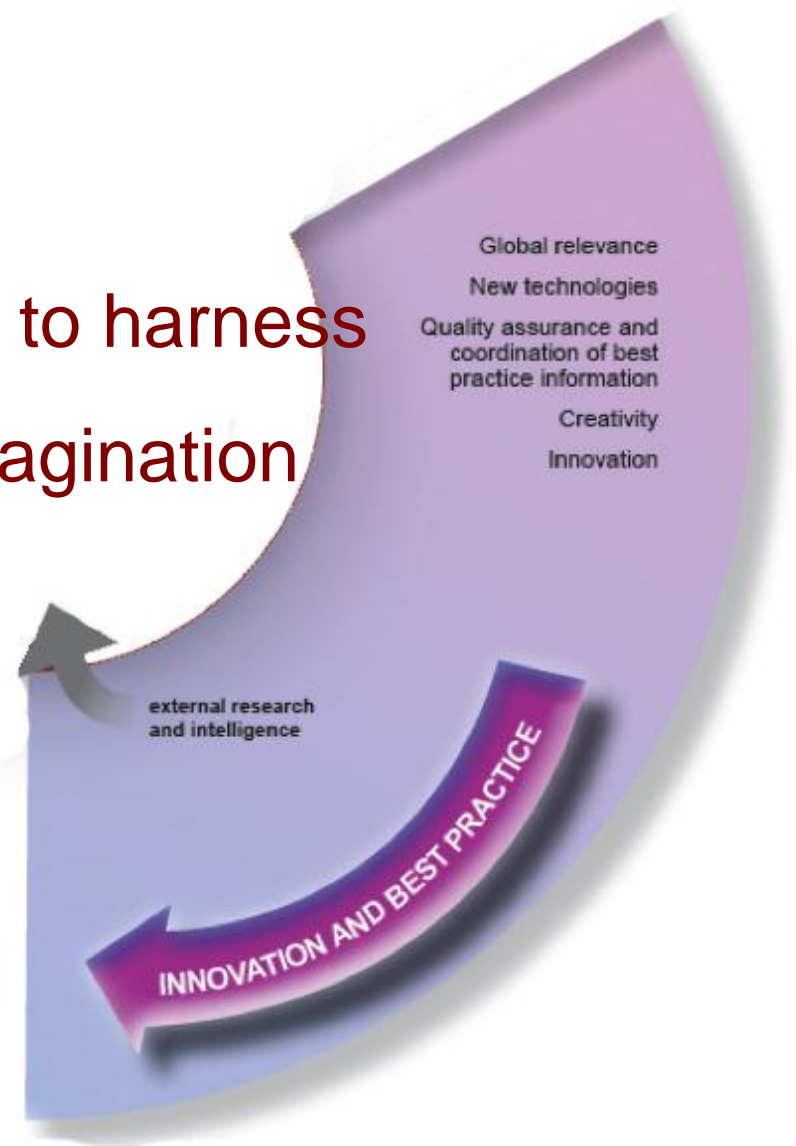 Global relevance
to harness
New technologies
Quality assurance and
coordination of best
practice information
Creativity
agination
Innovation
external research
and intelligence
INNOVATION AND BEST PRACTICE